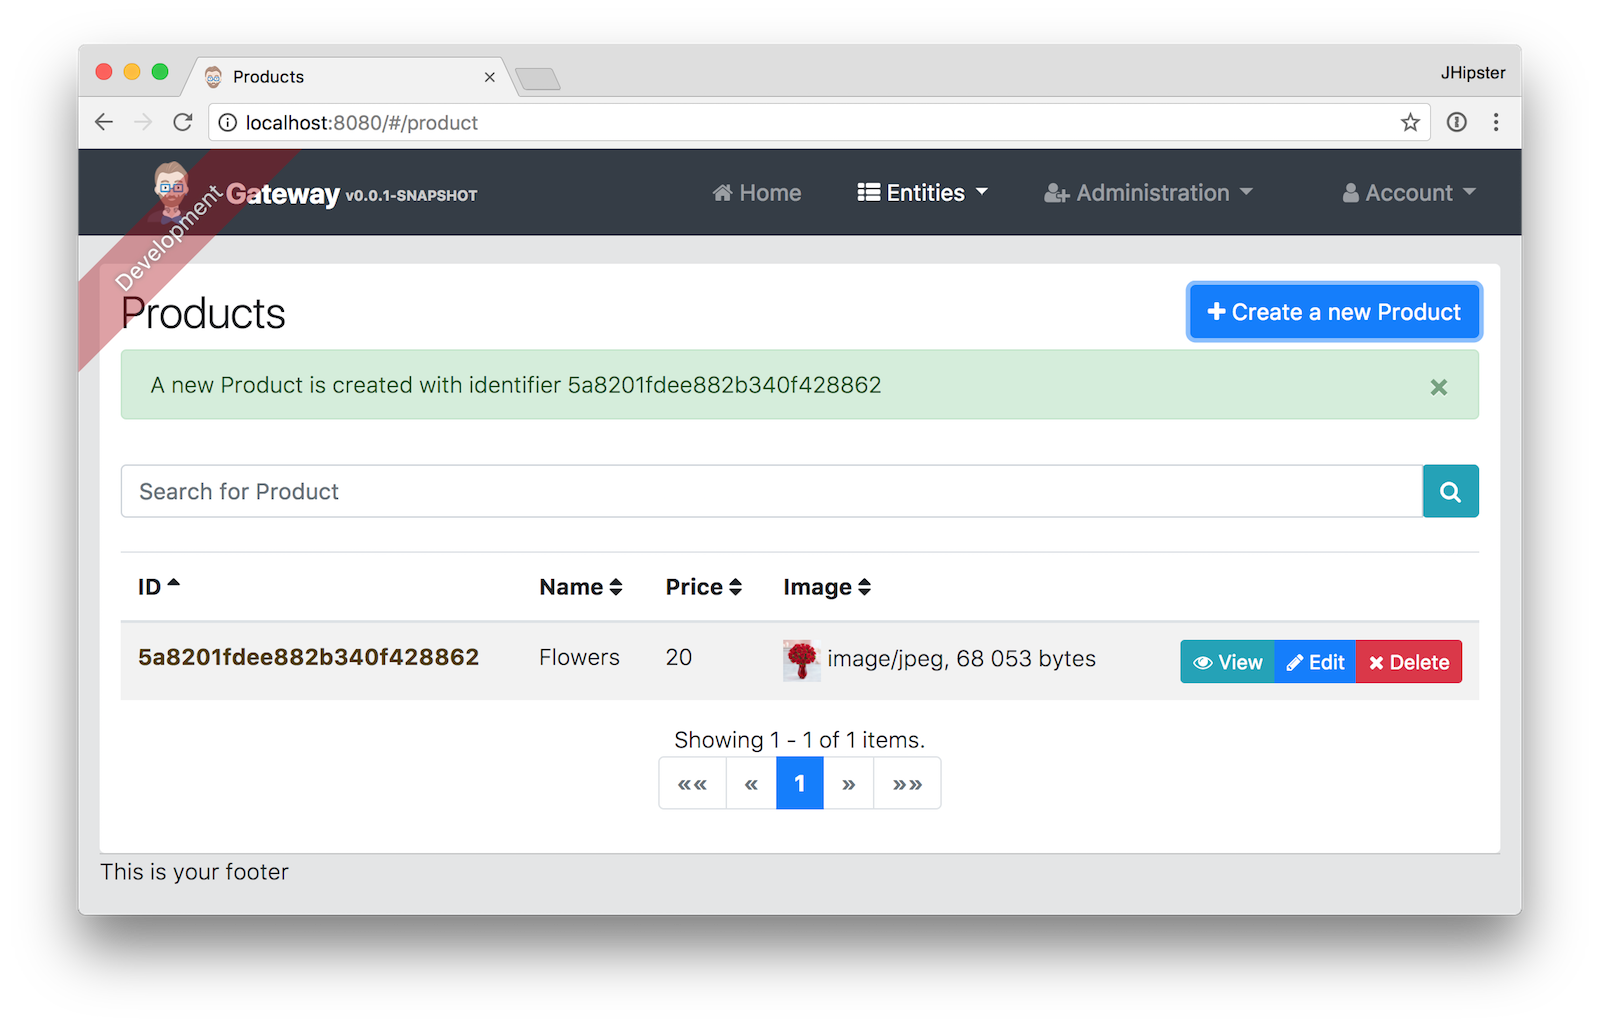 Products
JHipster
localhost:8080/#/product
Development
Gateway v0.0.1-SNAPSHOT
Home
Entities
Administration
Account
Products
Create a new Product
A new Product is created with identifier 5a8201fdee882b340f428862
Search for Product
ID
Name
Price
Image
5a8201fdee882b340f428862
Flowers
20
image/jpeg, 68 053 bytes
View
Edit
Delete
Showing 1 - 1 of 1 items.
«« « 1 » »»
This is your footer